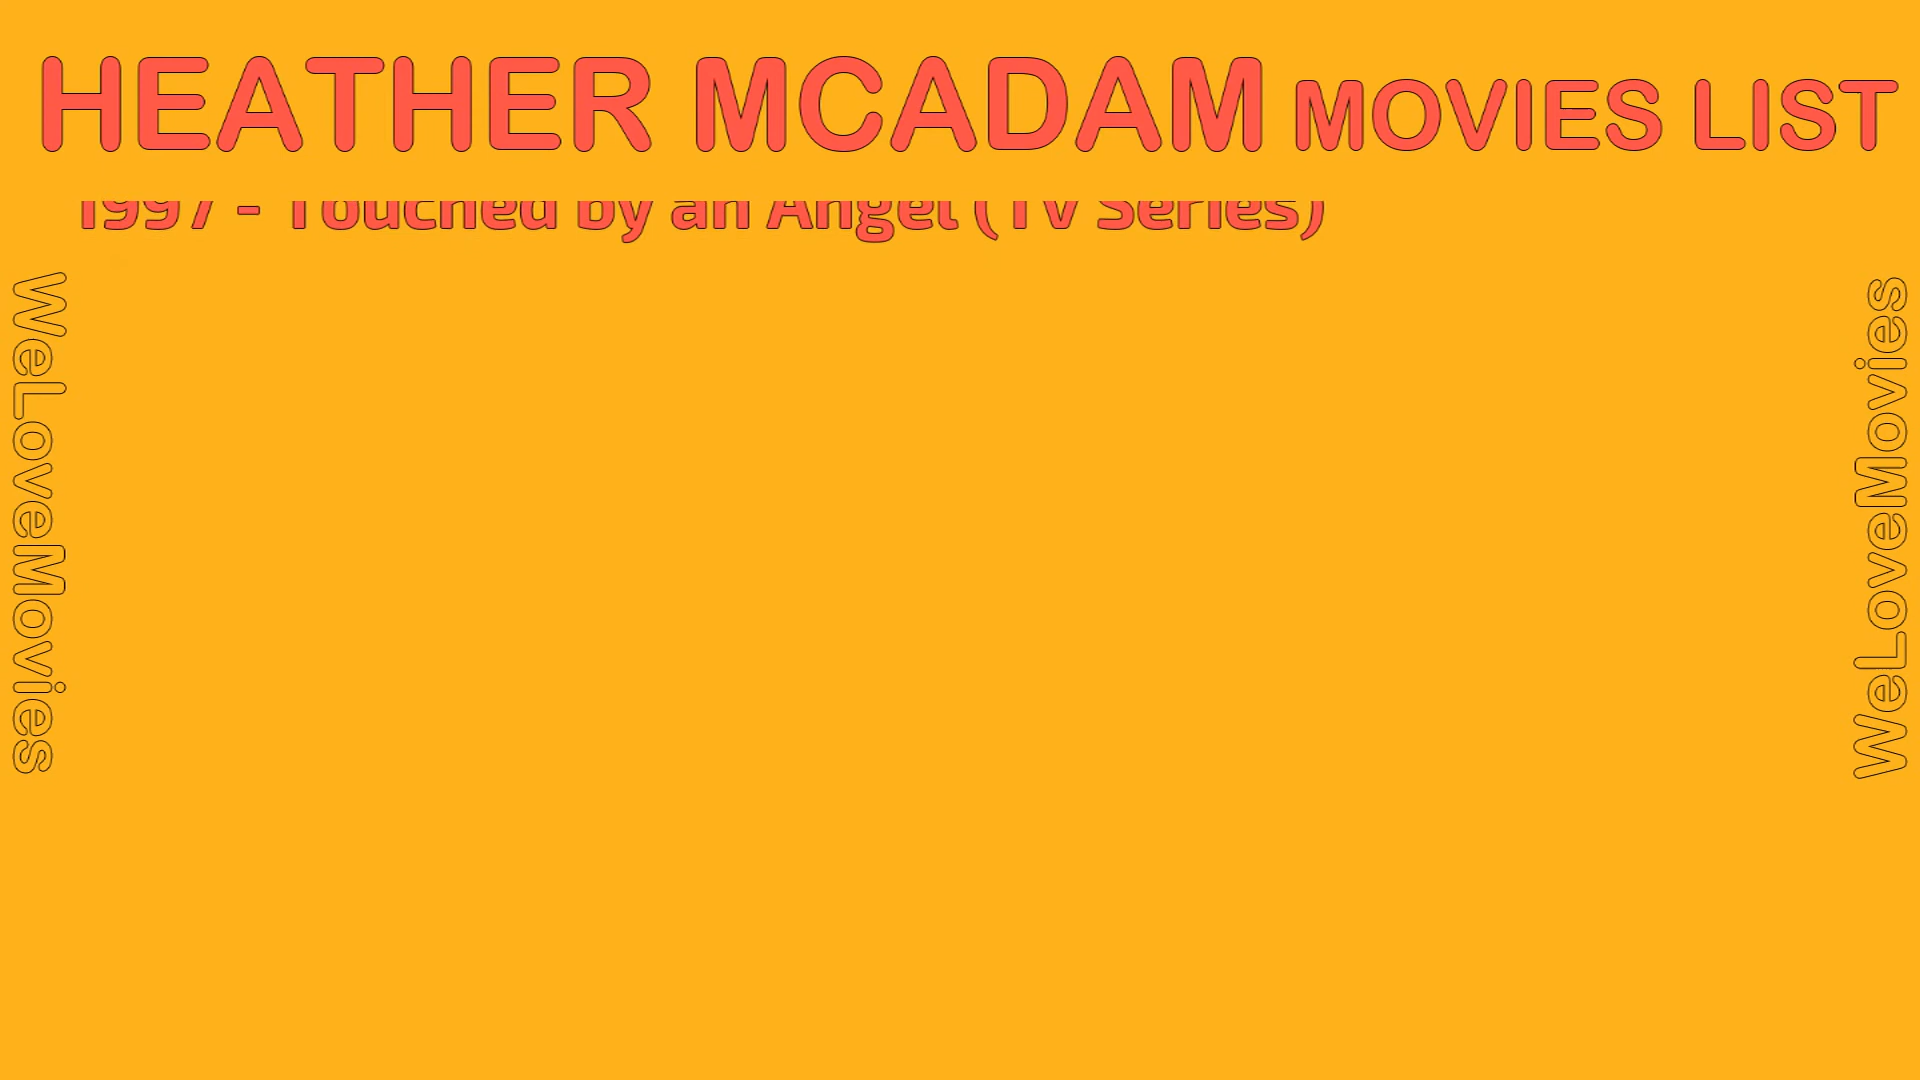 HEATHER MCADAM MOVIES LIST
1997 - Touched by an Angel (TV Series)
WeLoveMovies
WeLoveMovies